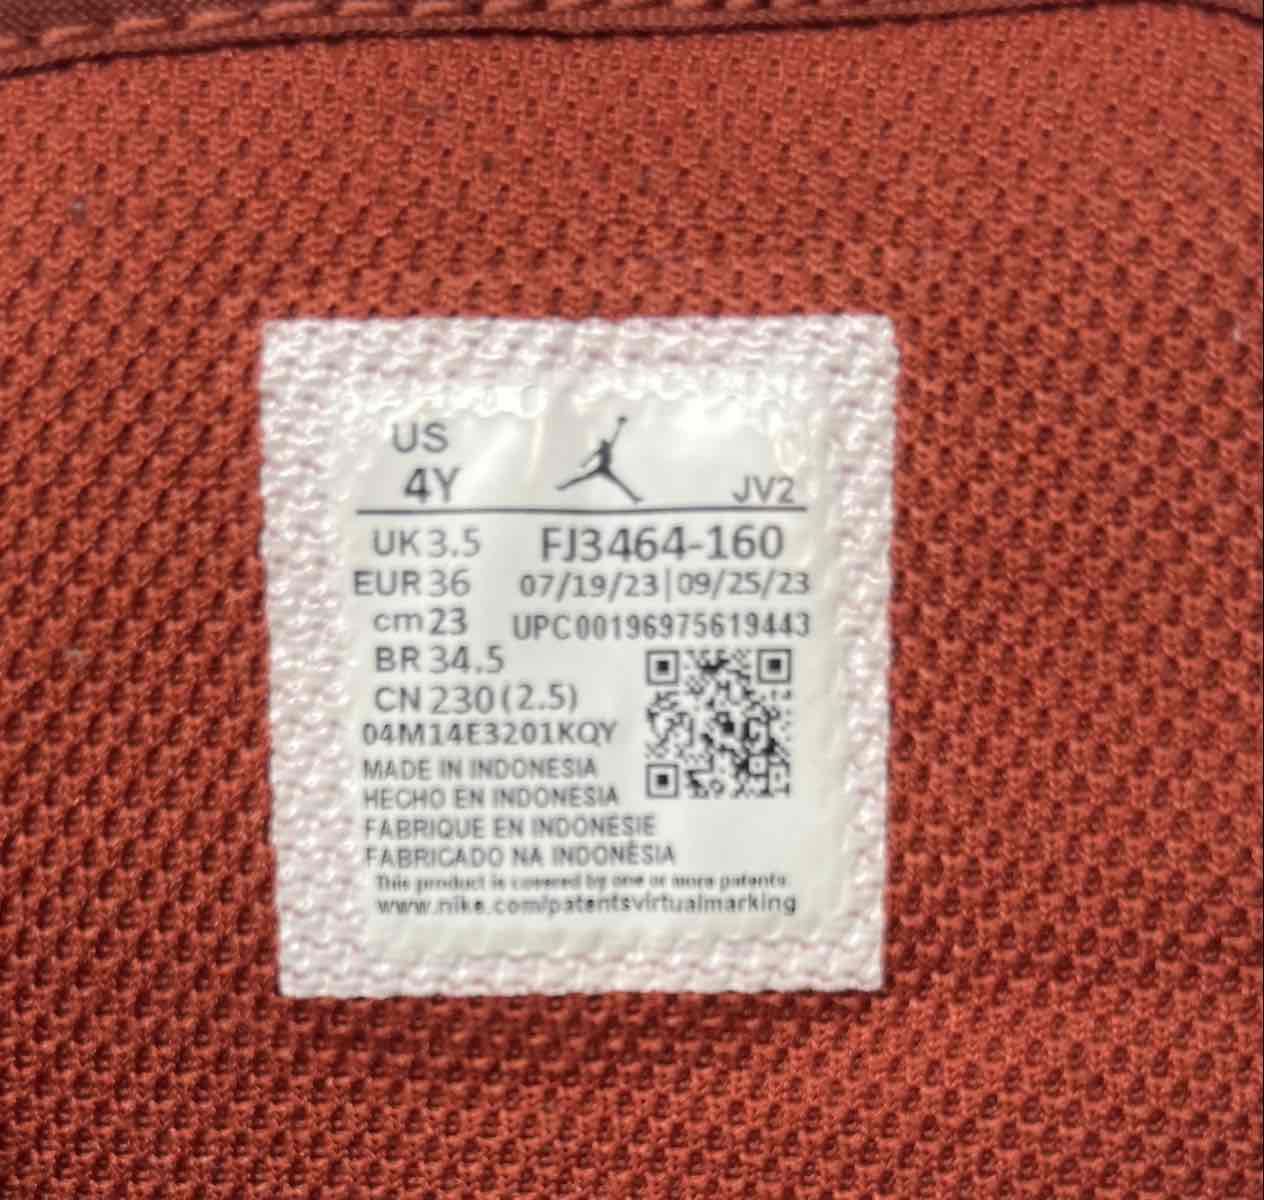 US
4Y JV2
UK 3.5 FJ3464-160
EUR 36 07/19/23|09/25/23
cm 23 UPC00196975619443
BR 34.5
CN 230 (2.5)
04M14E3201KQY
MADE IN INDONESIA
HECHO EN INDONESIA
FABRIQUE EN INDONESIE
FABRICADO NA INDONÉSIA
This product is covered by one or more patents.
www.nike.com/patentsvirtualmarking